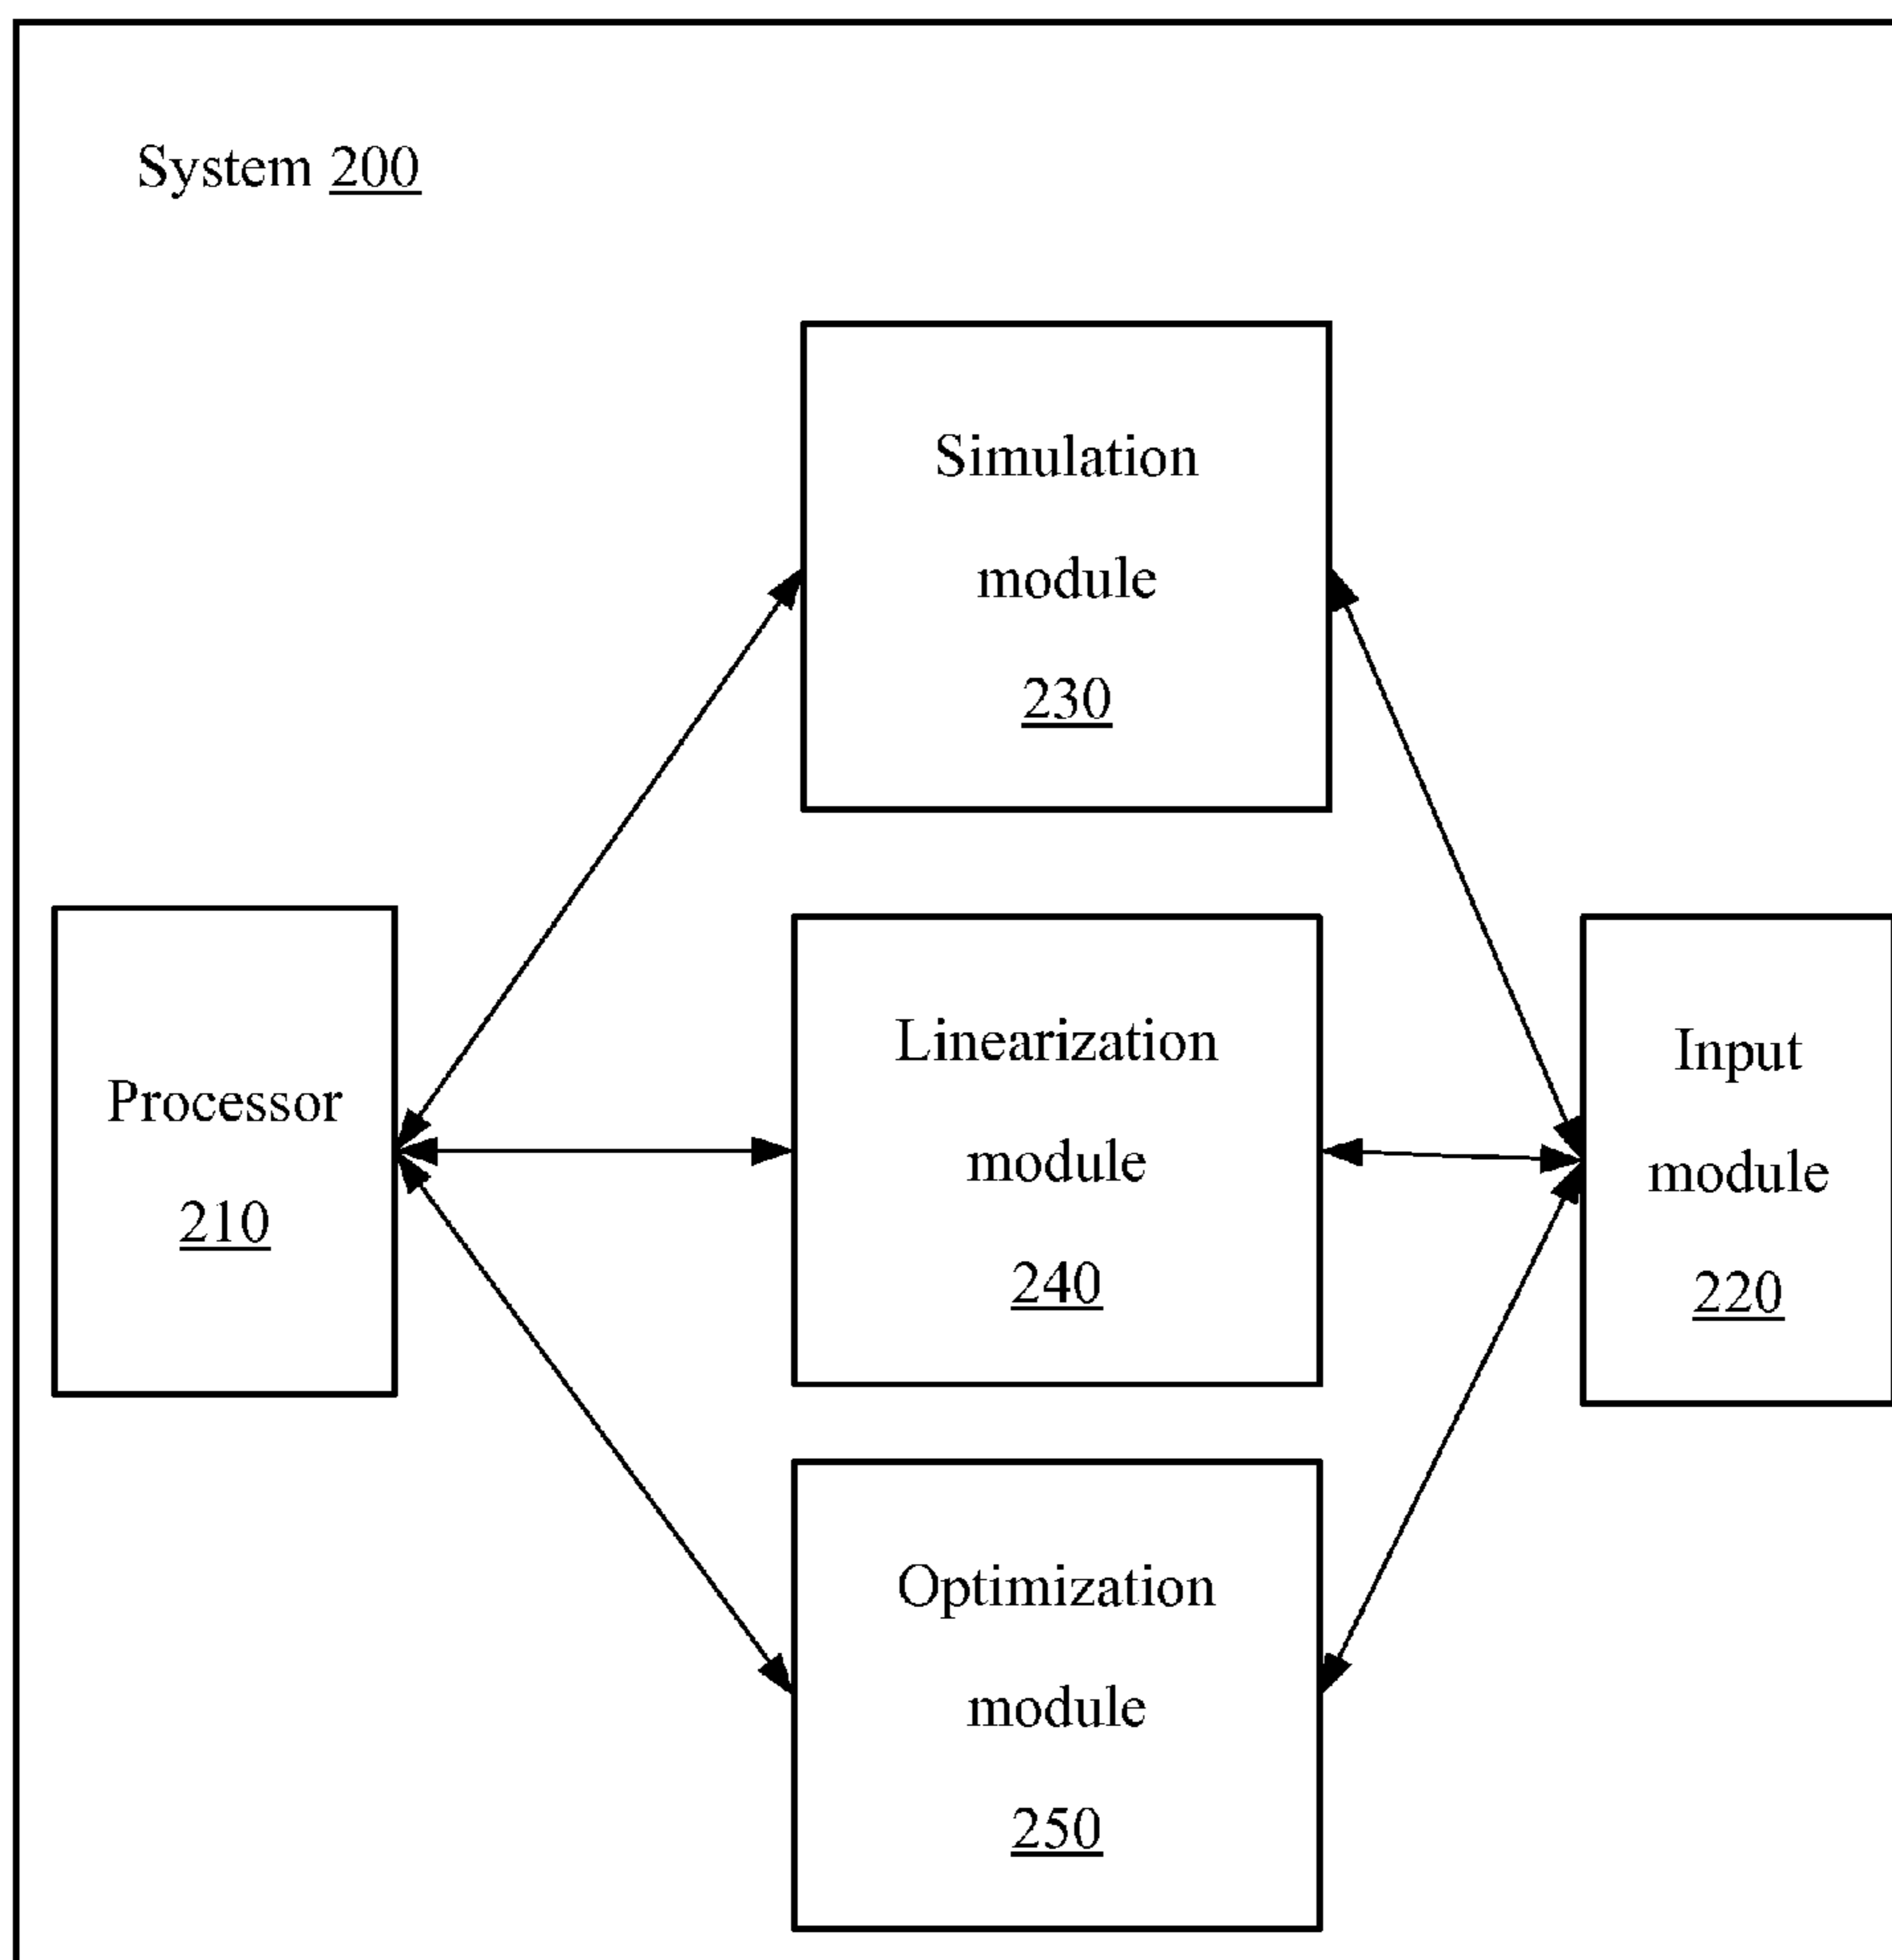 System 200
Simulation
module
230
Processor
210
Linearization
module
240
Input
module
220
Optimization
module
250